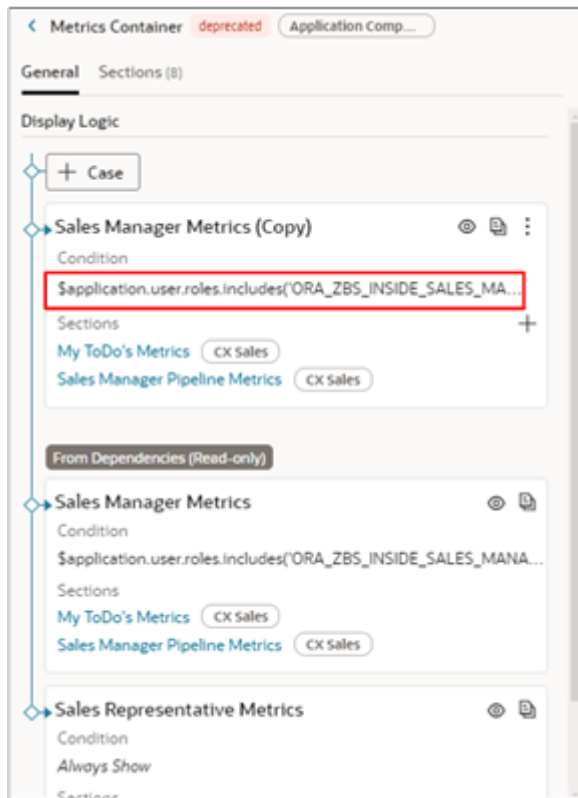 Metrics Container deprecated Application Comp...
General Sections (8)
Display Logic
+ Case
Sales Manager Metrics (Copy)
Condition
$application.user.roles.includes('ORA_ZBS_INSIDE_SALES_MA...
Sections
My ToDo's Metrics CX Sales
Sales Manager Pipeline Metrics CX Sales
From Dependencies (Read-only)
Sales Manager Metrics
Condition
$application.user.roles.includes('ORA_ZBS_INSIDE_SALES_MANA...
Sections
My ToDo's Metrics CX Sales
Sales Manager Pipeline Metrics CX Sales
Sales Representative Metrics
Condition
Always Show
Sections